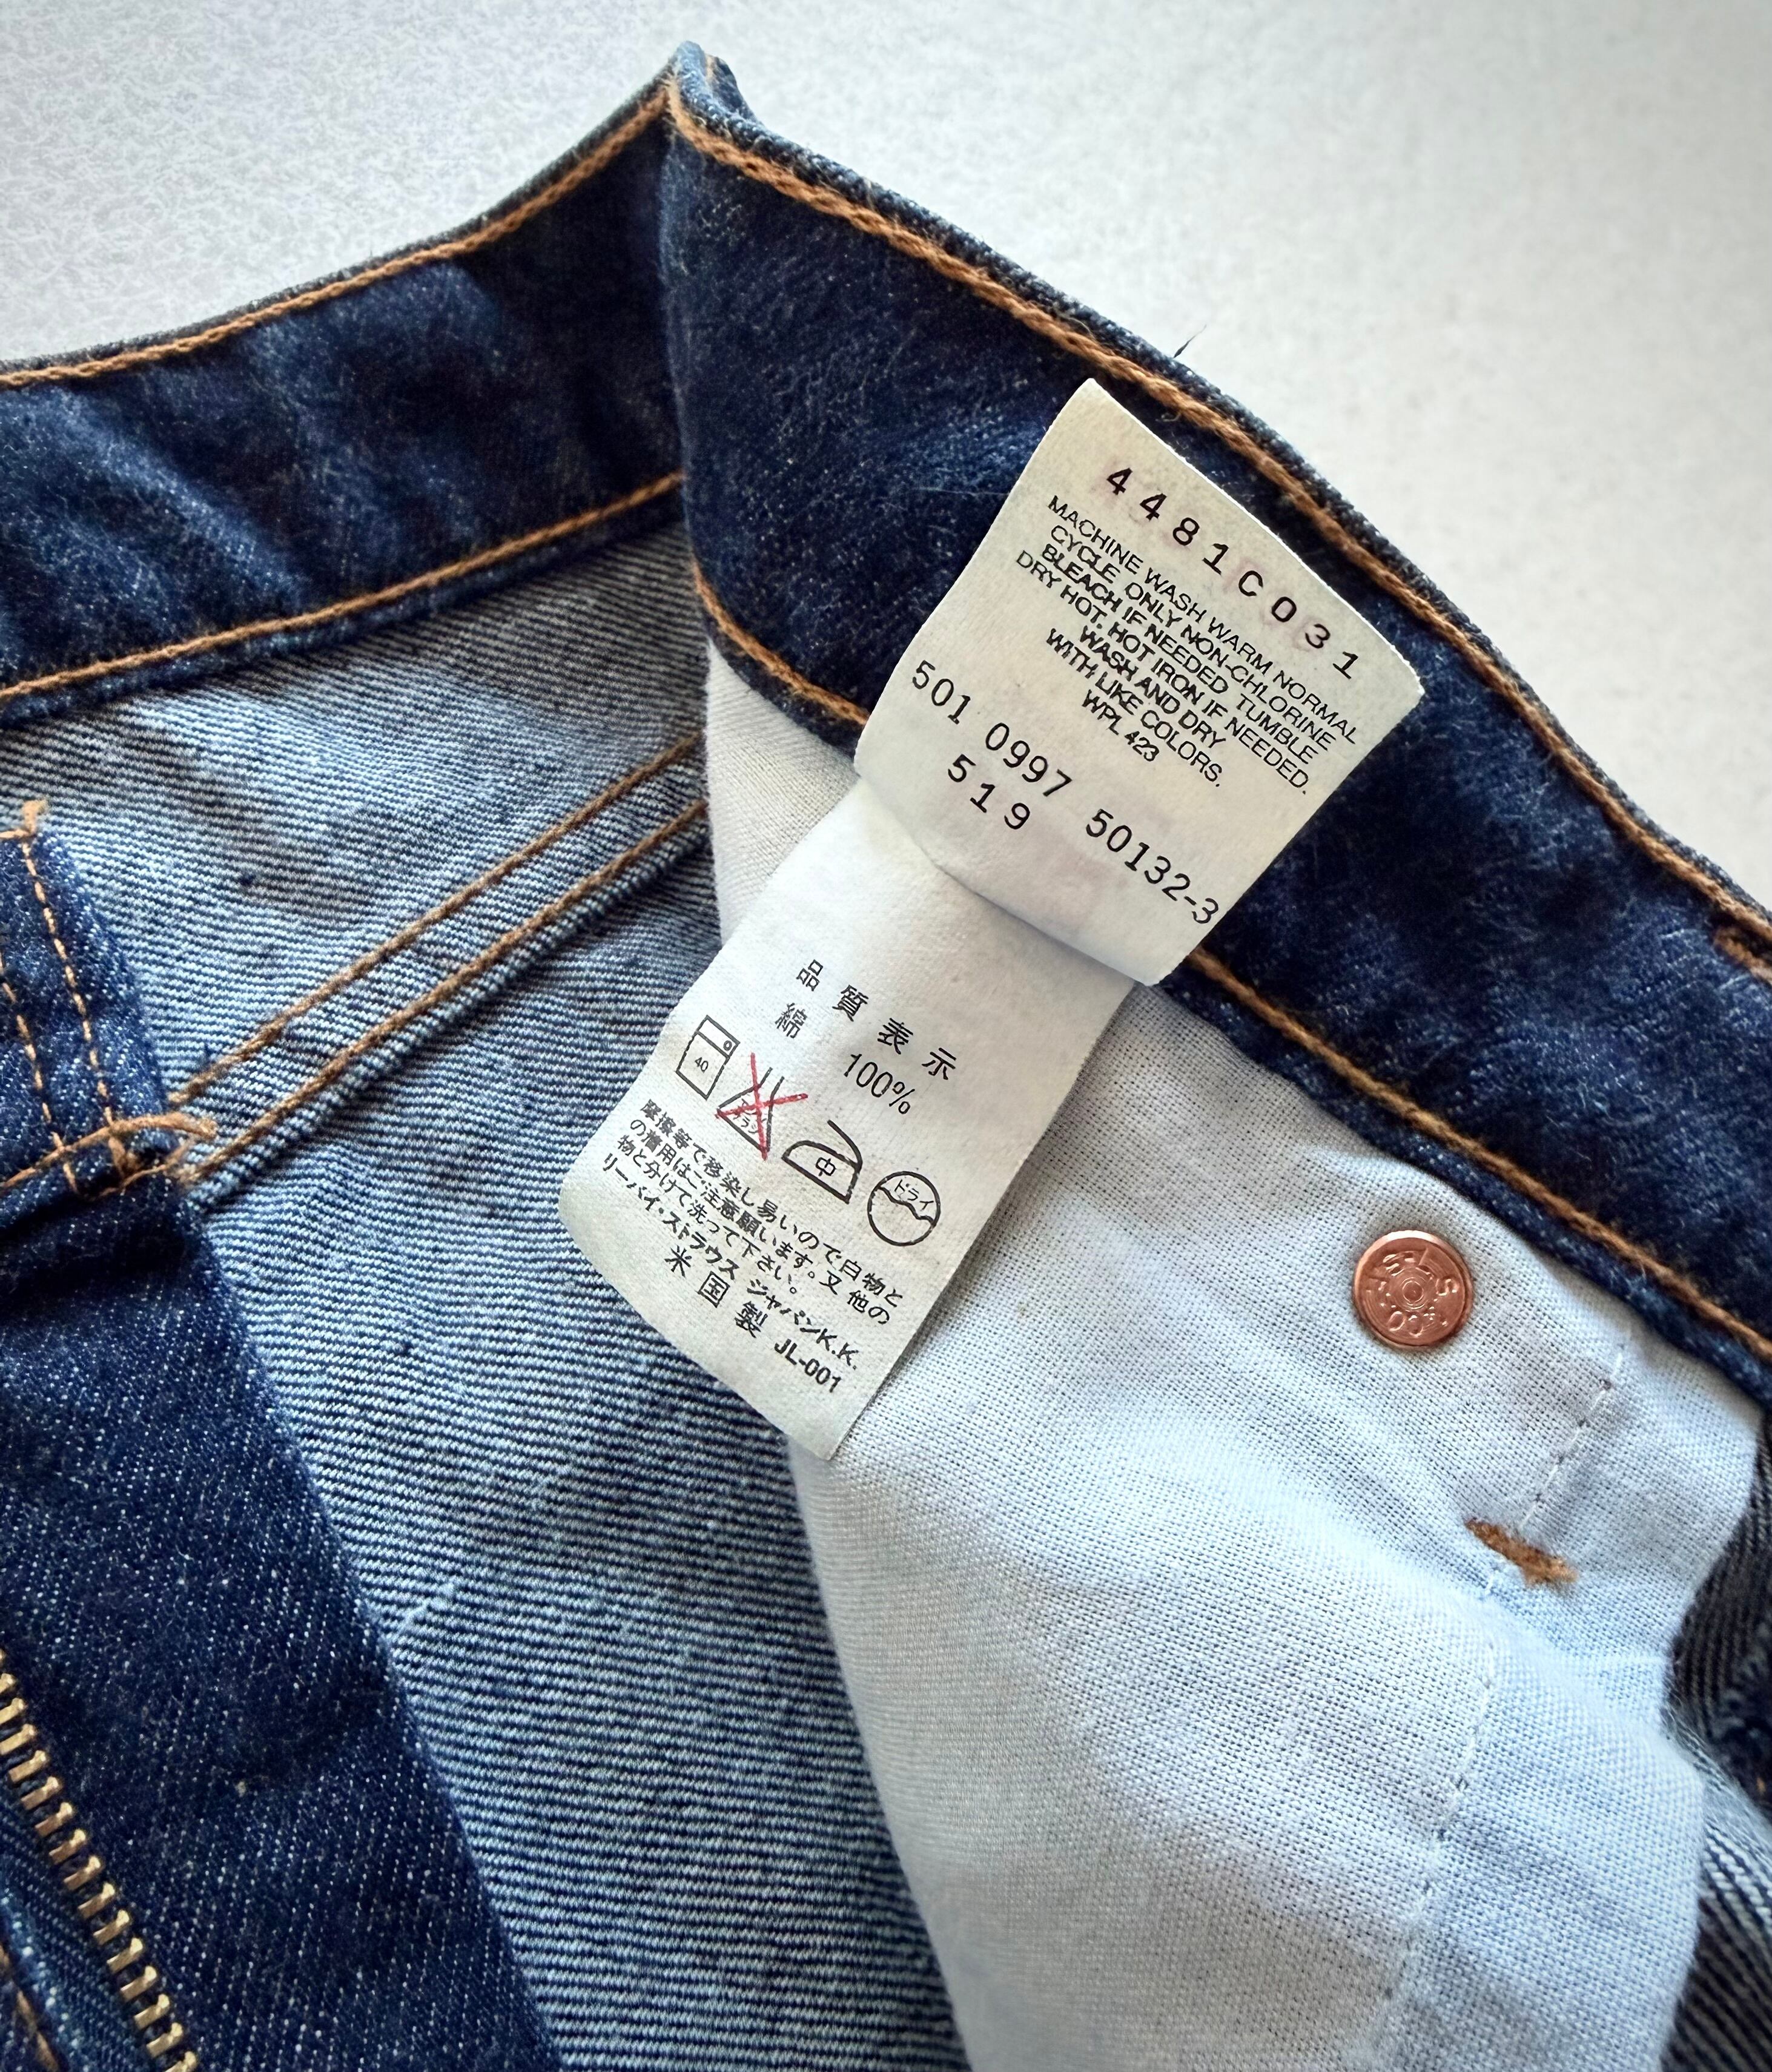 4481C031
MACHINE WASH WARM NORMAL
CYCLE ONLY NON-CHLORINE
BLEACH IF NEEDED TUMBLE
DRY HOT. HOT IRON IF NEEDED.
WASH AND DRY
WITH LIKE COLORS.
WPL 423
501 0997 50132-3
519
品質表示
綿 100%
40
中
ドライ
摩擦等で移染し易いので白物と
の着用はご注意願います。又 他の
物と分けて洗って下さい。
リーバイ・ストラウス ジャパンK.K.
米国製 JL-001